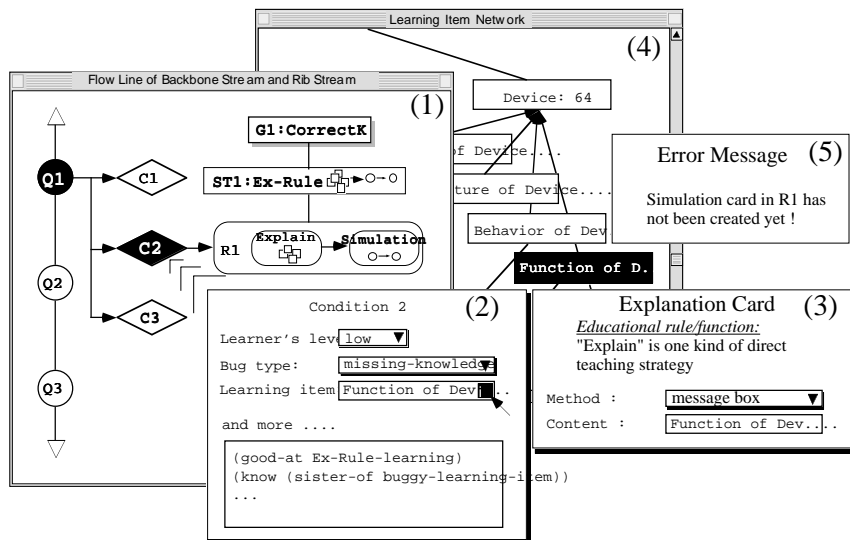 Learning Item Network
(4)
Device: 64
of Device....
ture of Device....
Behavior of Dev
Function of D.
Flow Line of Backbone Stream and Rib Stream
(1)
G1:CorrectK
ST1:Ex-Rule
Q1
C1
C2
R1
Explain
Simulation
Q2
C3
Q3
Error Message
(5)
Simulation card in R1 has
not been created yet !
Condition 2
(2)
Learner's leve
low
Bug type:
missing-knowledge
Learning item
Function of Dev
..
and more ....
(good-at Ex-Rule-learning)
(know (sister-of buggy-learning-item))
...
Explanation Card
(3)
Educational rule/function:
"Explain" is one kind of direct
teaching strategy
Method :
message box
Content :
Function of Dev....